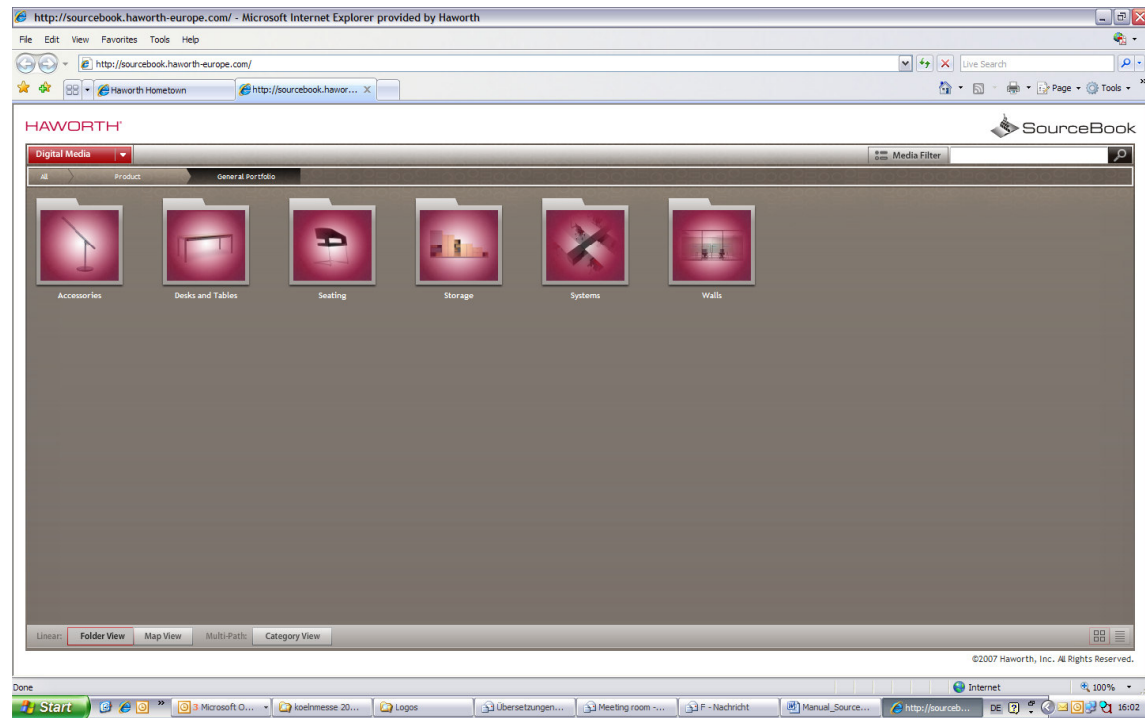 http://sourcebook.haworth-europe.com/ - Microsoft Internet Explorer provided by Haworth
File Edit View Favorites Tools Help
http://sourcebook.haworth-europe.com/
Live Search
Haworth Hometown
http://sourcebook.hawor...
Page
Tools
HAWORTH
SourceBook
Digital Media
Media Filter
All
Product
General Portfolio
Accessories
Desks and Tables
Seating
Storage
Systems
Walls
Linear:
Folder View
Map View
Multi-Path:
Category View
©2007 Haworth, Inc. All Rights Reserved.
Done
Internet
100%
Start
3 Microsoft O...
koelnmesse 20...
Logos
Übersetzungen...
Meeting room -...
F - Nachricht
Manual_Source...
http://sourceb...
DE
16:02